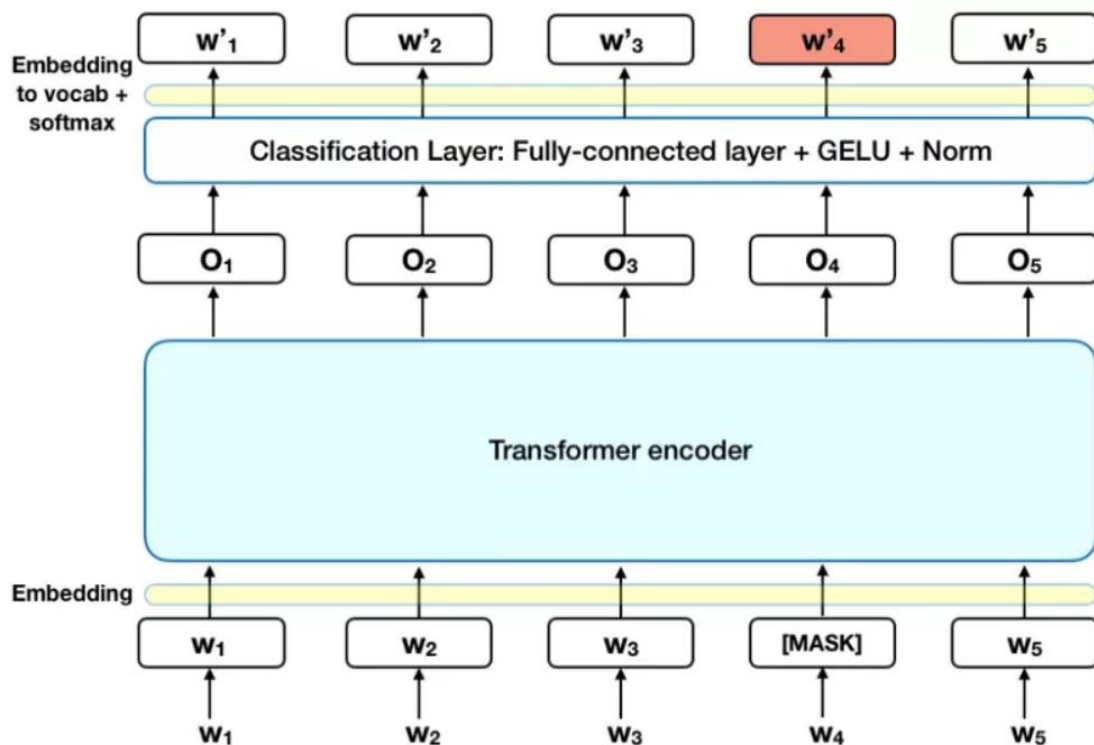 w'1 w'2 w'3 w'4 w'5
Embedding
to vocab +
softmax
Classification Layer: Fully-connected layer + GELU + Norm
O1 O2 O3 O4 O5
Transformer encoder
Embedding
W1 W2 W3 [MASK] W5
W1 W2 W3 W4 W5